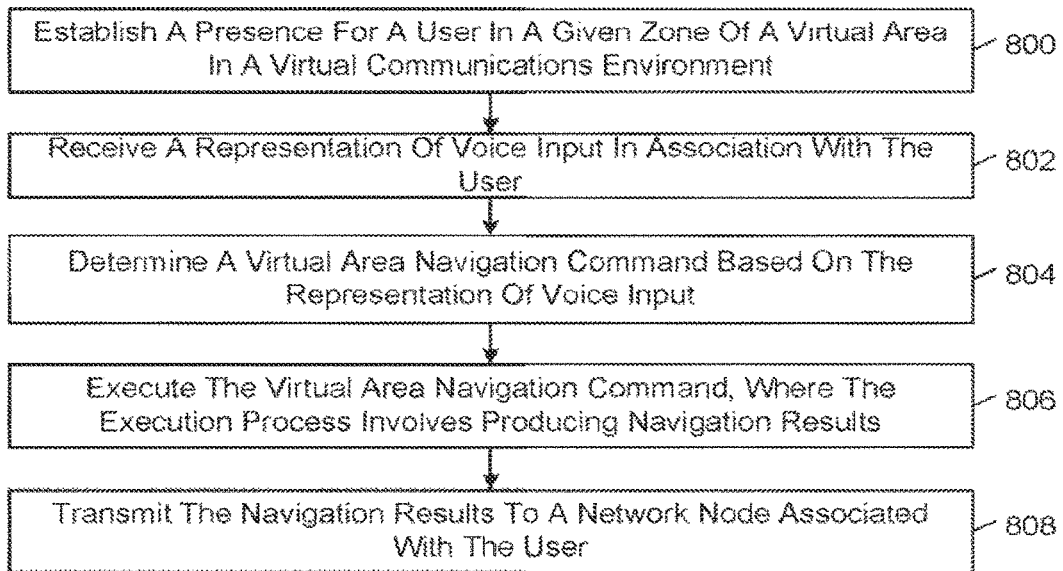 Establish A Presence For A User In A Given Zone Of A Virtual Area
In A Virtual Communications Environment
800
Receive A Representation Of Voice Input In Association With The
User
802
Determine A Virtual Area Navigation Command Based On The
Representation Of Voice Input
804
Execute The Virtual Area Navigation Command, Where The
Execution Process Involves Producing Navigation Results
806
Transmit The Navigation Results To A Network Node Associated
With The User
808